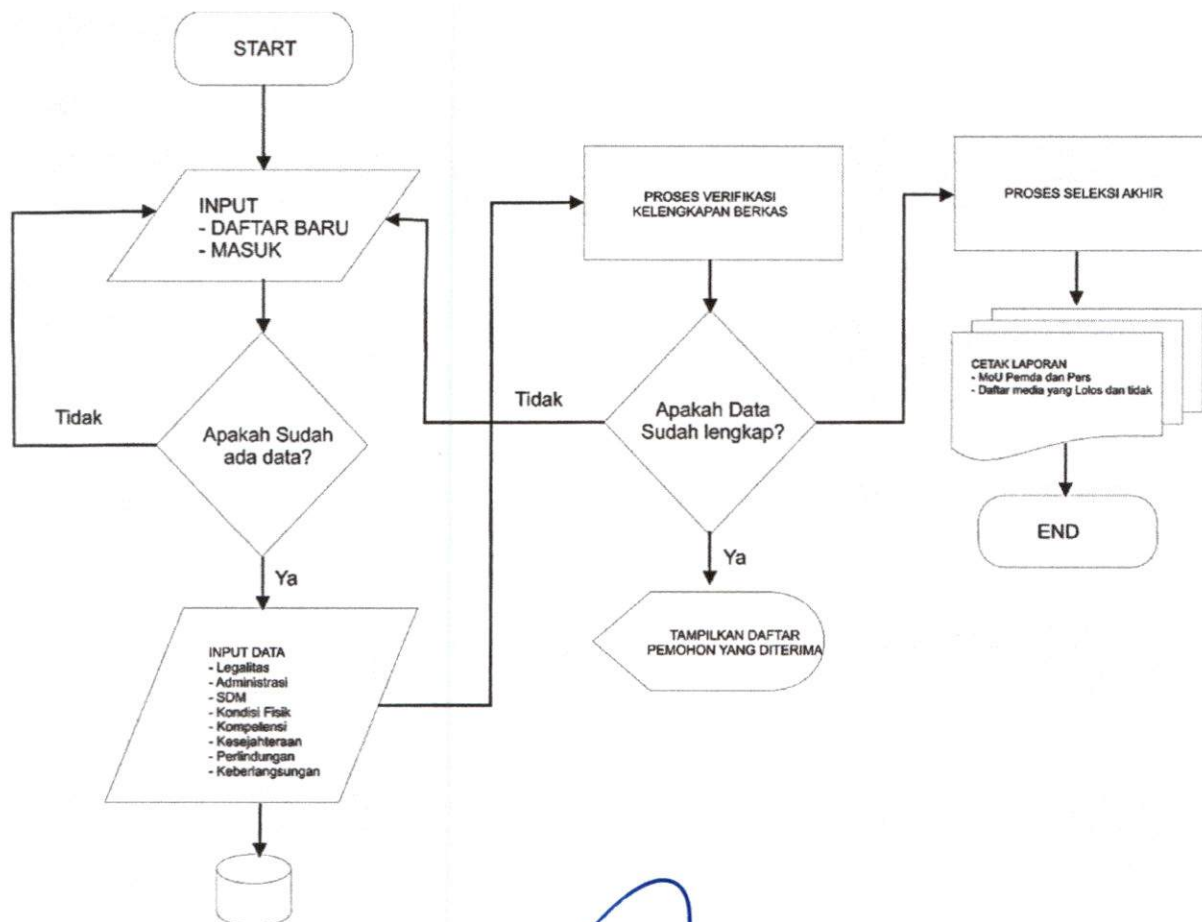 START
INPUT
- DAFTAR BARU
- MASUK
Tidak
Apakah Sudah
ada data?
Ya
INPUT DATA
- Legalitas
- Administrasi
- SDM
- Kondisi Fisik
- Kompetensi
- Kesejahteraan
- Perlindungan
- Keberlangsungan
PROSES VERIFIKASI
KELENGKAPAN BERKAS
Tidak
Apakah Data
Sudah lengkap?
Ya
TAMPILKAN DAFTAR
PEMOHON YANG DITERIMA
PROSES SELEKSI AKHIR
CETAK LAPORAN
- MoU Pemda dan Pers
- Daftar media yang Lolos dan tidak
END